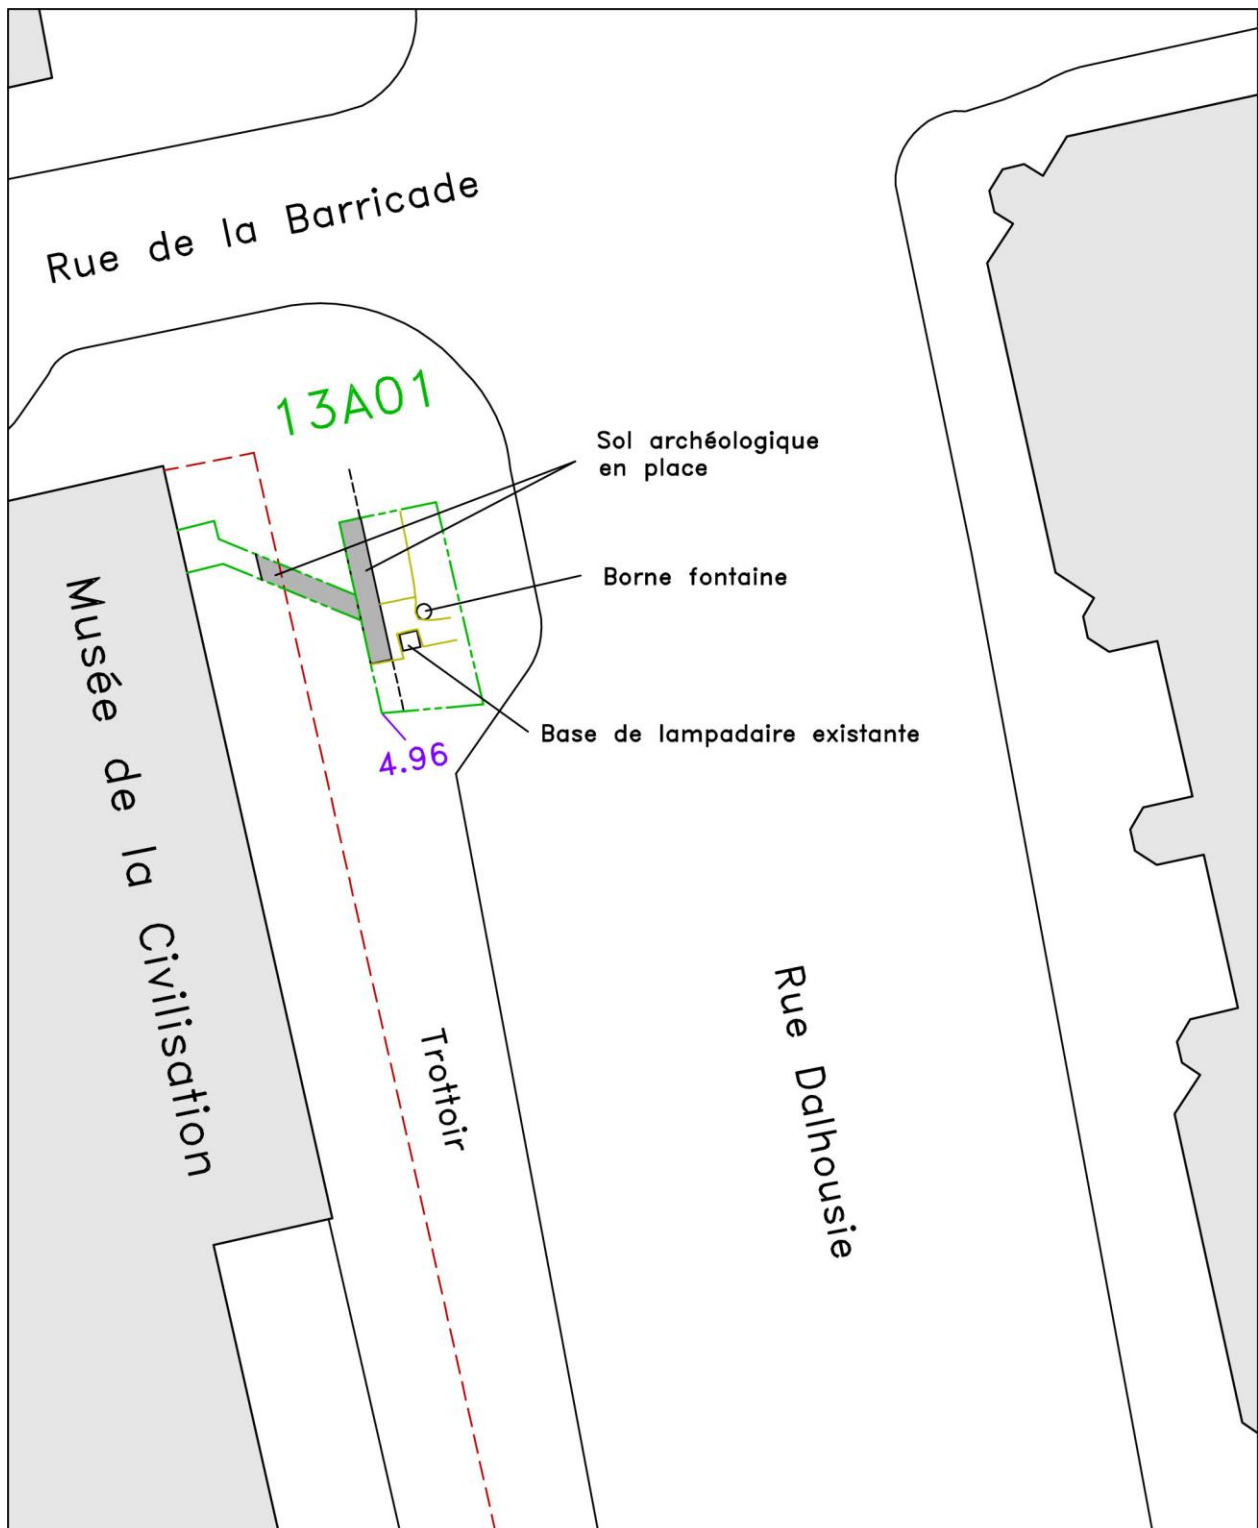 Rue de la Barricade
13A01
Sol archéologique
en place
Borne fontaine
Base de lampadaire existante
4.96
Musée de la Civilisation
Trottoir
Rue Dalhousie